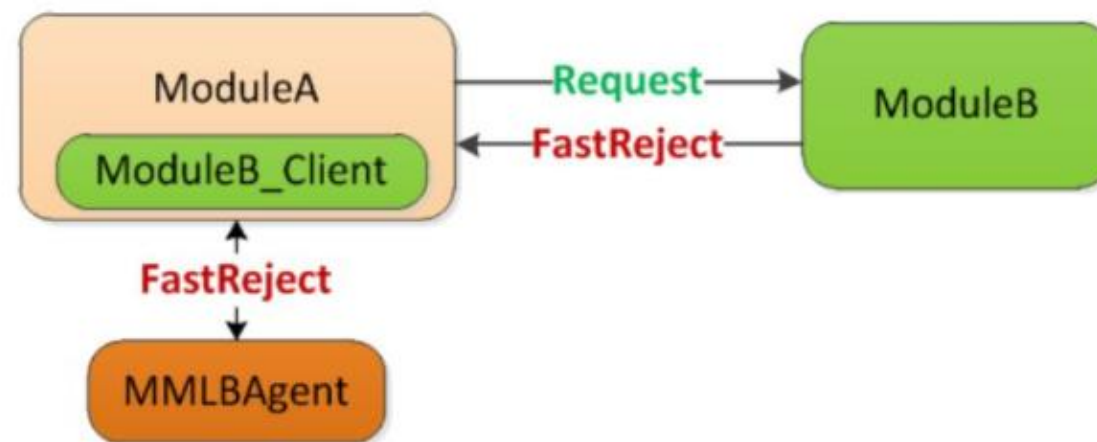 ModuleA
Request
ModuleB
FastReject
ModuleB_Client
FastReject
MMLBAgent